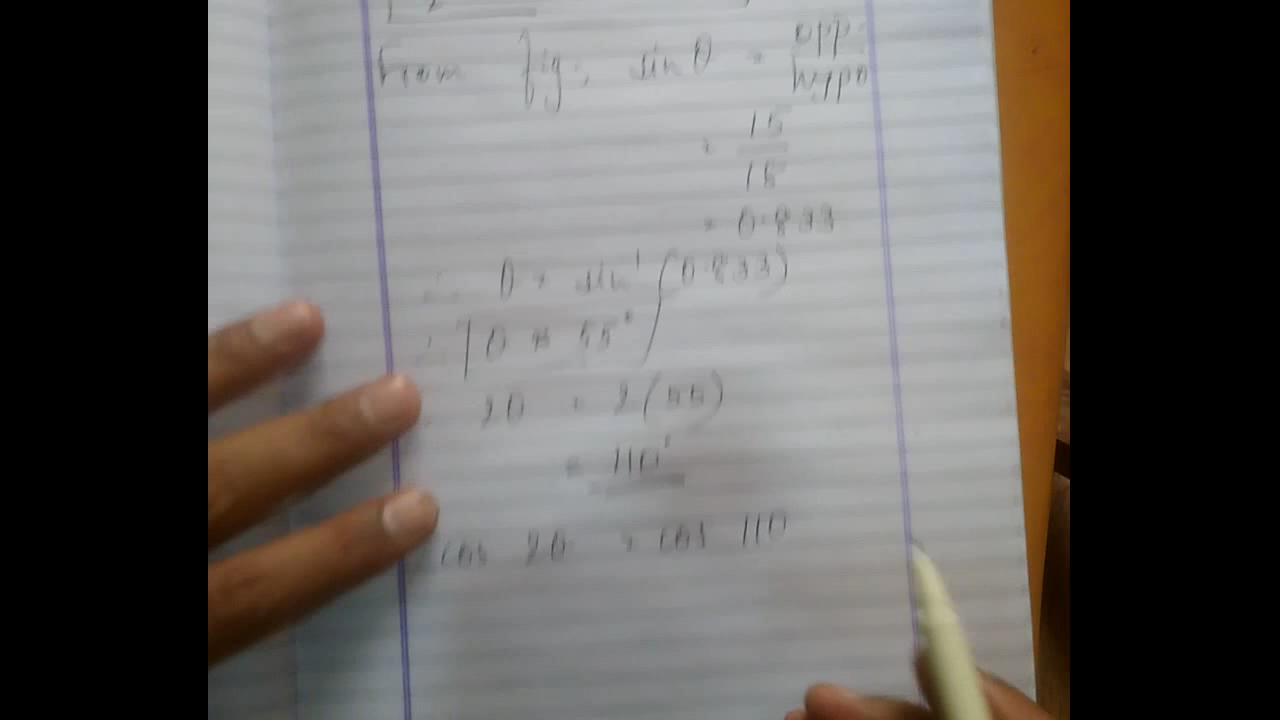 From fig, sin θ = opp / hypo
= 15 / 18
= 0.833
∴ θ = sin⁻¹ (0.833)
∴ θ ≈ 55°
2θ = 2(55)
= 110°
cos 2θ = cos 110